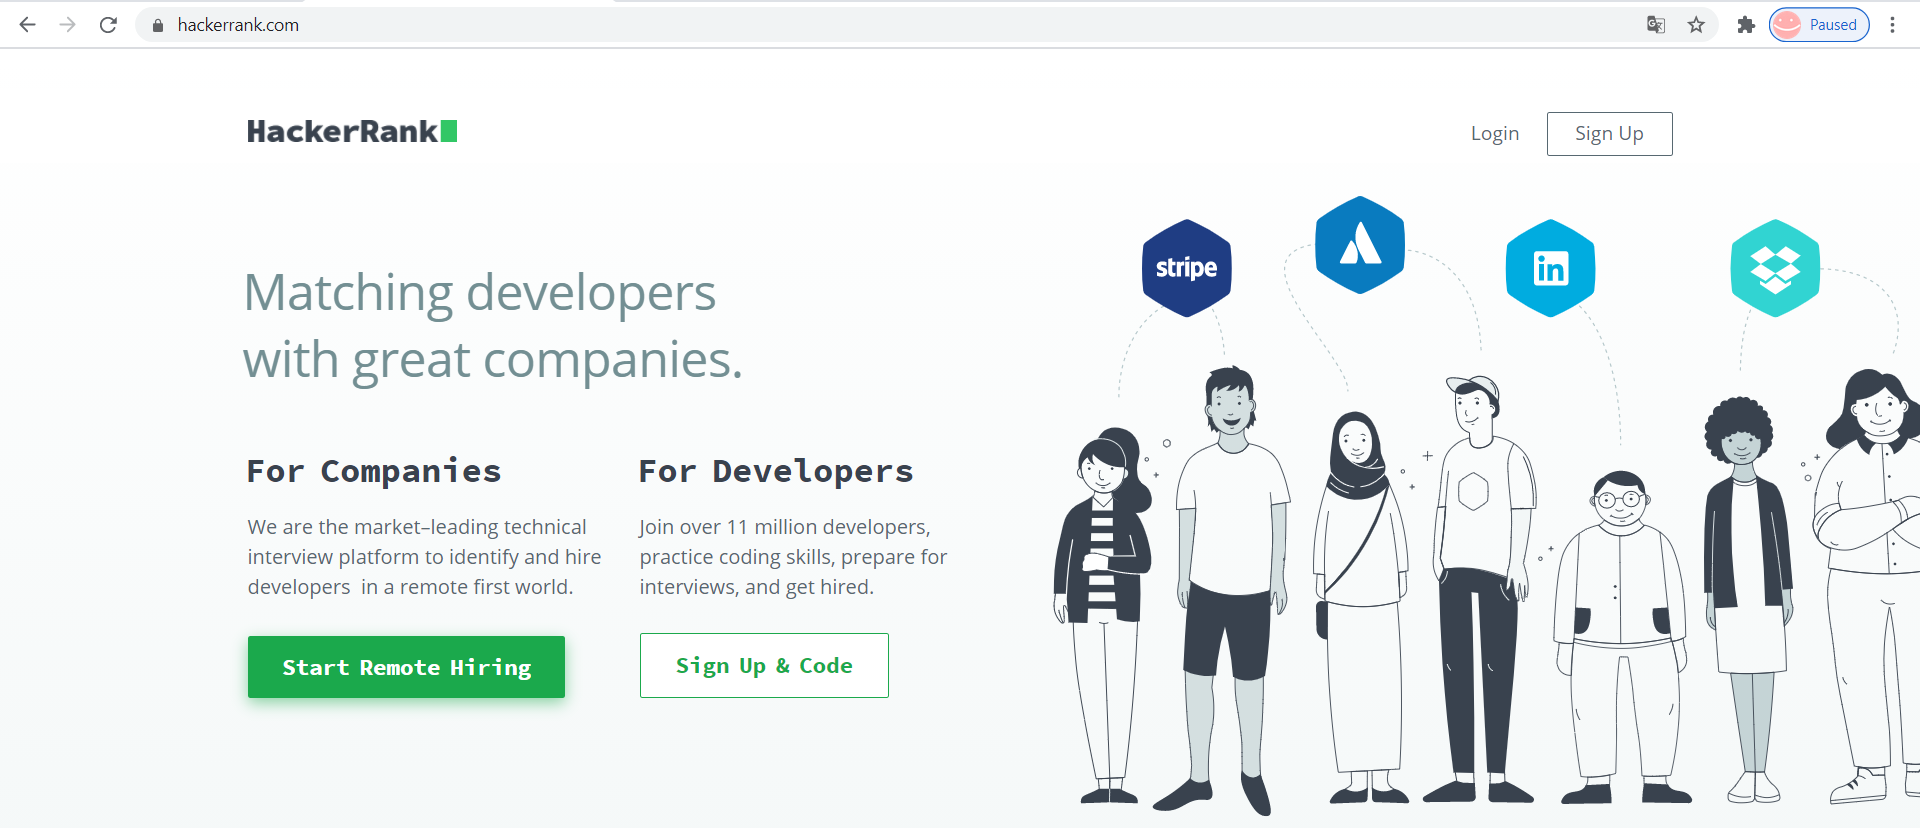 hackerrank.com
Paused
HackerRank
Login
Sign Up
stripe
in
Matching developers
with great companies.
For Companies
We are the market–leading technical
interview platform to identify and hire
developers  in a remote first world.
Start Remote Hiring
For Developers
Join over 11 million developers,
practice coding skills, prepare for
interviews, and get hired.
Sign Up & Code